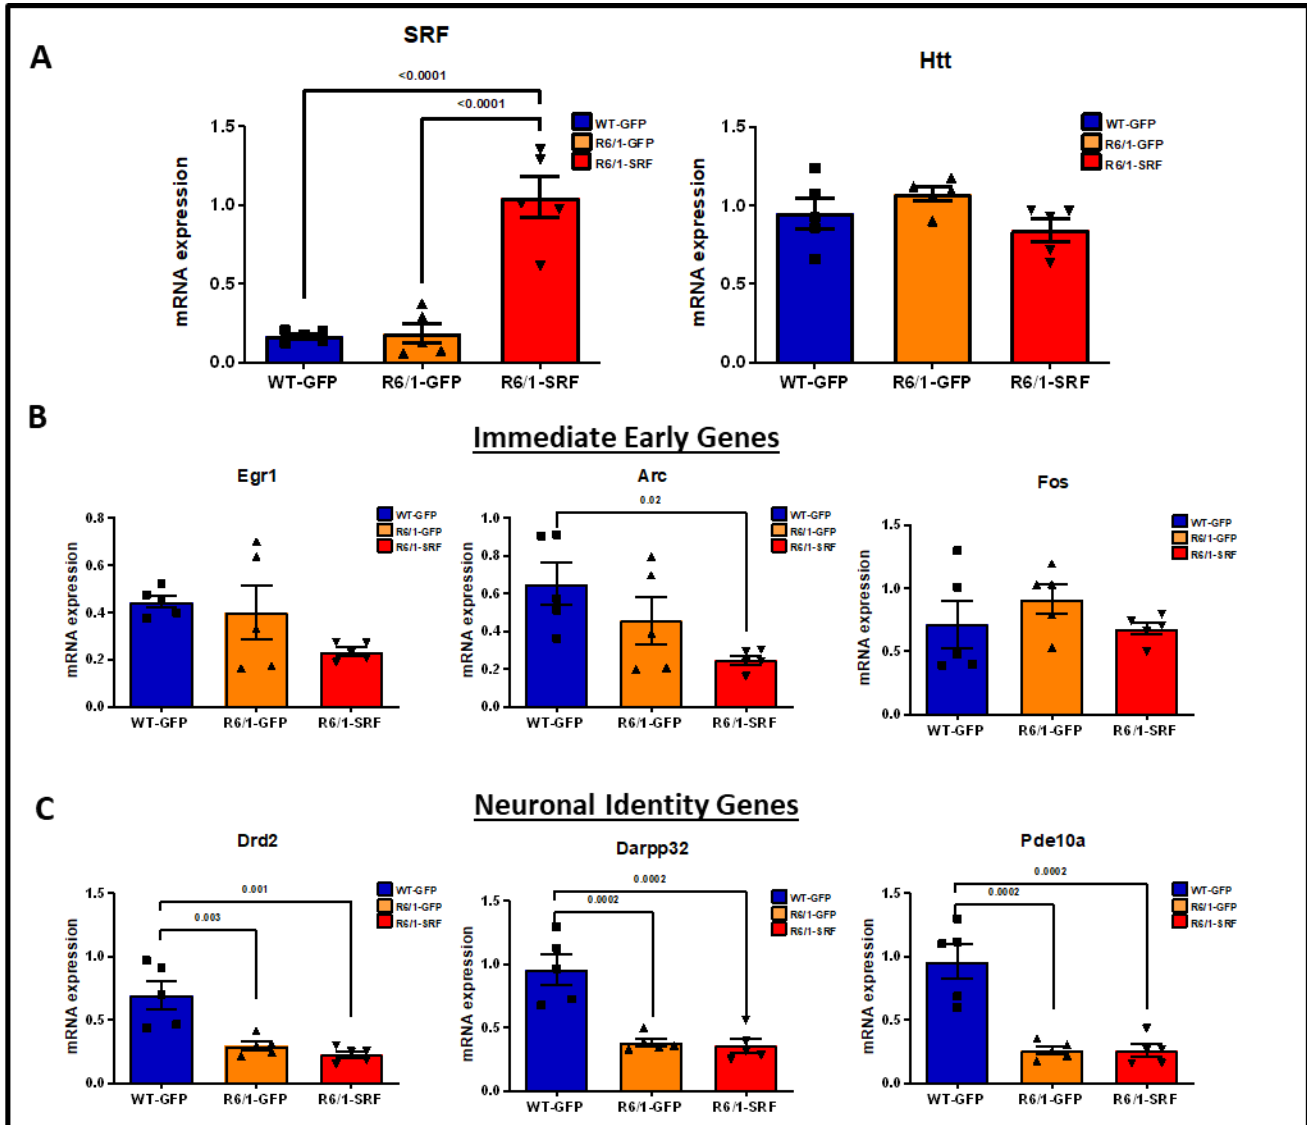 A
SRF
<0.0001
<0.0001
WT-GFP
R6/1-GFP
R6/1-SRF
mRNA expression
1.5
1.0
0.5
0.0
WT-GFP R6/1-GFP R6/1-SRF
Htt
WT-GFP
R6/1-GFP
R6/1-SRF
mRNA expression
1.5
1.0
0.5
0.0
WT-GFP R6/1-GFP R6/1-SRF
B
Immediate Early Genes
Egr1
WT-GFP
R6/1-GFP
R6/1-SRF
mRNA expression
0.8
0.6
0.4
0.2
0.0
WT-GFP R6/1-GFP R6/1-SRF
Arc
0.02
WT-GFP
R6/1-GFP
R6/1-SRF
mRNA expression
1.0
0.8
0.6
0.4
0.2
0.0
WT-GFP R6/1-GFP R6/1-SRF
Fos
WT-GFP
R6/1-GFP
R6/1-SRF
mRNA expression
1.5
1.0
0.5
0.0
WT-GFP R6/1-GFP R6/1-SRF
C
Neuronal Identity Genes
Drd2
0.001
0.003
WT-GFP
R6/1-GFP
R6/1-SRF
mRNA expression
1.5
1.0
0.5
0.0
WT-GFP R6/1-GFP R6/1-SRF
Darpp32
0.0002
0.0002
WT-GFP
R6/1-GFP
R6/1-SRF
mRNA expression
1.5
1.0
0.5
0.0
WT-GFP R6/1-GFP R6/1-SRF
Pde10a
0.0002
0.0002
WT-GFP
R6/1-GFP
R6/1-SRF
mRNA expression
1.5
1.0
0.5
0.0
WT-GFP R6/1-GFP R6/1-SRF